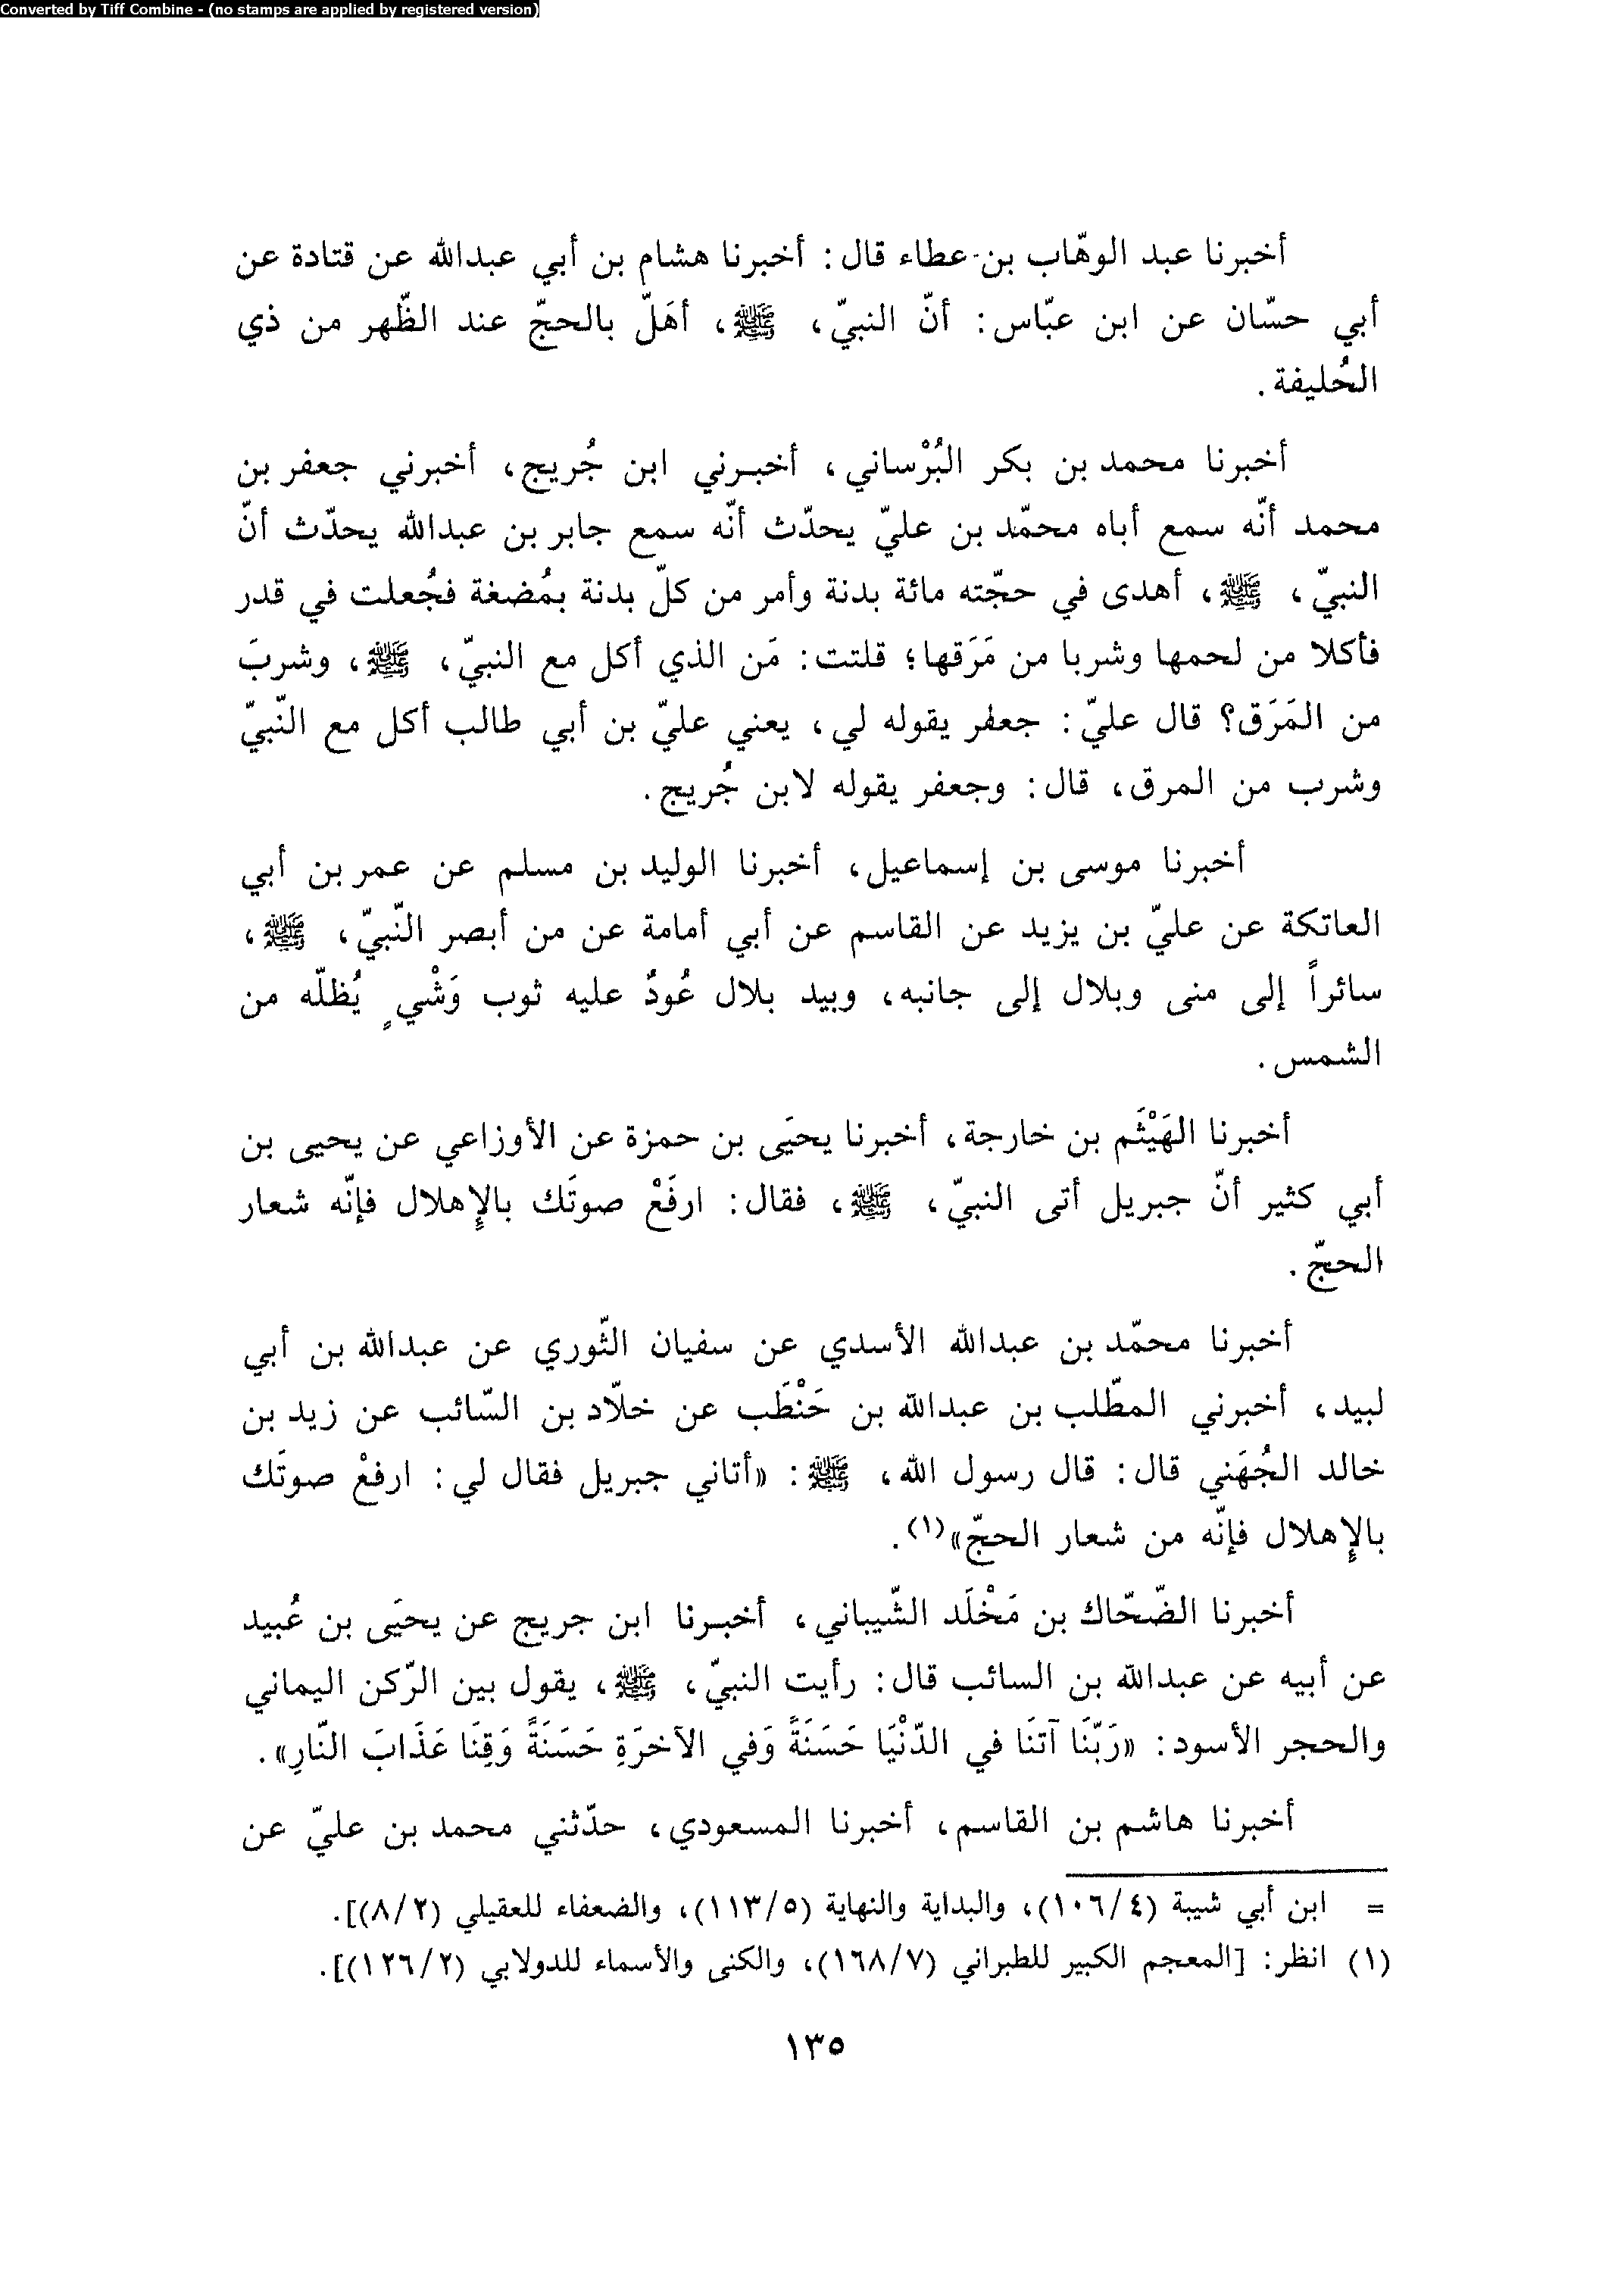 Converted by Tiff Combine - (no stamps are applied by registered version)
أخبرنا عبد الوهّاب بن عطاء قال: أخبرنا هشام بن أبي عبدالله عن قتادة عن
أبي حسّان عن ابن عبّاس: أنّ النبيّ، ﷺ، أهَلّ بالحجّ عند الظّهر من ذي
الحُليفة.
أخبرنا محمد بن بكر البُرْساني، أخبرني ابن جُريج، أخبرني جعفر بن
محمد أنّه سمع أباه محمّد بن عليّ يحدّث أنّه سمع جابر بن عبدالله يحدّث أنّ
النبيّ، ﷺ، أهدى في حجّته مائة بدنة وأمر من كلّ بدنة بمُضغة فجُعلت في قدر
فأكلا من لحمها وشربا من مَرَقها؛ قلتت: مَن الذي أكل مع النبيّ، ﷺ، وشربَ
من المَرَق؟ قال عليّ: جعفر يقوله لي، يعني عليّ بن أبي طالب أكل مع النّبيّ
وشرب من المرق، قال: وجعفر يقوله لابن جُريج.
أخبرنا موسى بن إسماعيل، أخبرنا الوليد بن مسلم عن عمر بن أبي
العاتكة عن عليّ بن يزيد عن القاسم عن أبي أمامة عن من أبصر النّبيّ، ﷺ،
سائراً إلى منى وبلال إلى جانبه، وبيد بلال عُودٌ عليه ثوب وَشْيٍ يُظلّه من
الشمس.
أخبرنا الهَيْثَم بن خارجة، أخبرنا يحيَى بن حمزة عن الأوزاعي عن يحيى بن
أبي كثير أنّ جبريل أتى النبيّ، ﷺ، فقال: ارفَعْ صوتَك بالإِهلال فإنّه شعار
الحجّ.
أخبرنا محمّد بن عبدالله الأسدي عن سفيان الثّوري عن عبدالله بن أبي
لبيد، أخبرني المطّلب بن عبدالله بن حَنْطَب عن خلّاد بن السّائب عن زيد بن
خالد الجُهَني قال: قال رسول الله، ﷺ: «أتاني جبريل فقال لي: ارفعْ صوتَك
بالإِهلال فإنّه من شعار الحجّ»(١).
أخبرنا الضّحّاك بن مَخْلَد الشّيباني، أخبرنا ابن جريج عن يحيَى بن عُبيد
عن أبيه عن عبدالله بن السائب قال: رأيت النبيّ، ﷺ، يقول بين الرّكن اليماني
والحجر الأسود: «رَبّنَا آتنَا في الدّنْيَا حَسَنَةً وَفي الآخرَةِ حَسَنَةً وَقِنَا عَذَابَ النّارِ».
أخبرنا هاشم بن القاسم، أخبرنا المسعودي، حدّثني محمد بن عليّ عن
= ابن أبي شيبة (١٠٦/٤)، والبداية والنهاية (١١٣/٥)، والضعفاء للعقيلي (٨/٢)].
(١) انظر: [المعجم الكبير للطبراني (١٦٨/٧)، والكنى والأسماء للدولابي (١٢٦/٢)].
١٣٥